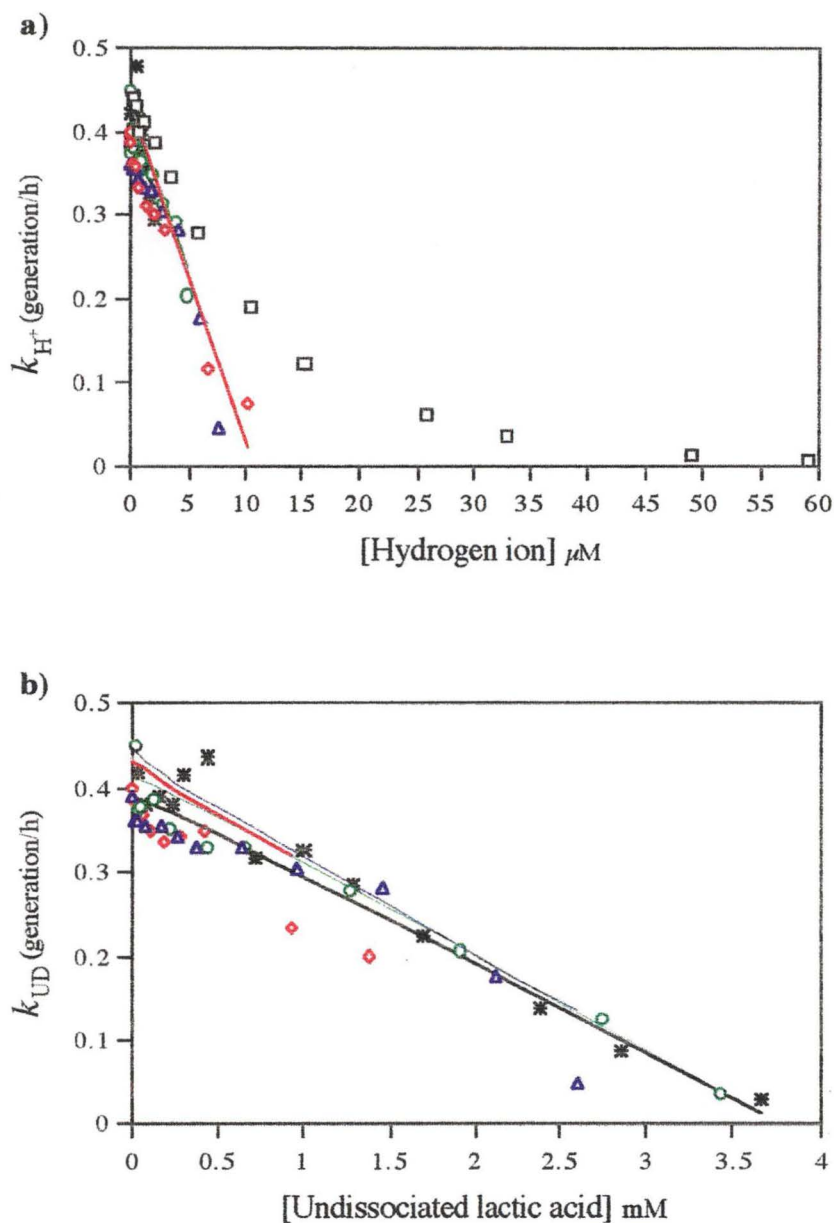 a)
0.5
0.4
0.3
0.2
0.1
0
k_H+ (generation/h)
0 5 10 15 20 25 30 35 40 45 50 55 60
[Hydrogen ion] µM
b)
0.5
0.4
0.3
0.2
0.1
0
k_UD (generation/h)
0 0.5 1 1.5 2 2.5 3 3.5 4
[Undissociated lactic acid] mM